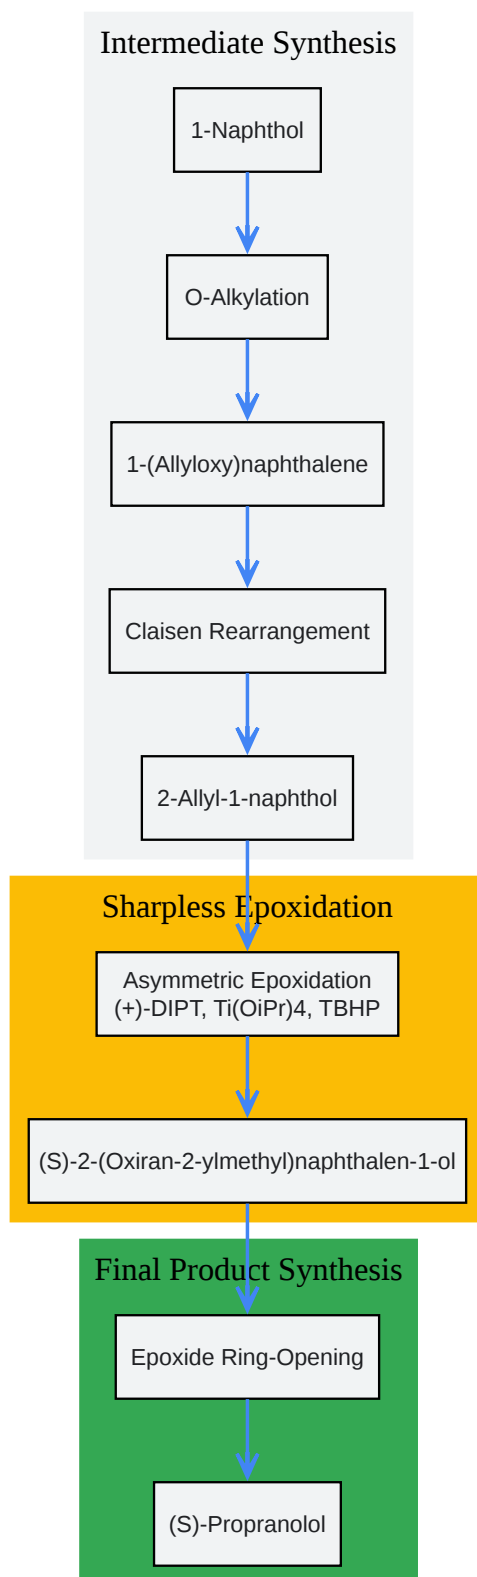 Intermediate Synthesis
1-Naphthol
O-Alkylation
1-(Allyloxy)naphthalene
Claisen Rearrangement
2-Allyl-1-naphthol
Sharpless Epoxidation
Asymmetric Epoxidation
(+)-DIPT, Ti(OiPr)4, TBHP
(S)-2-(Oxiran-2-ylmethyl)naphthalen-1-ol
Final Product Synthesis
Epoxide Ring-Opening
(S)-Propranolol